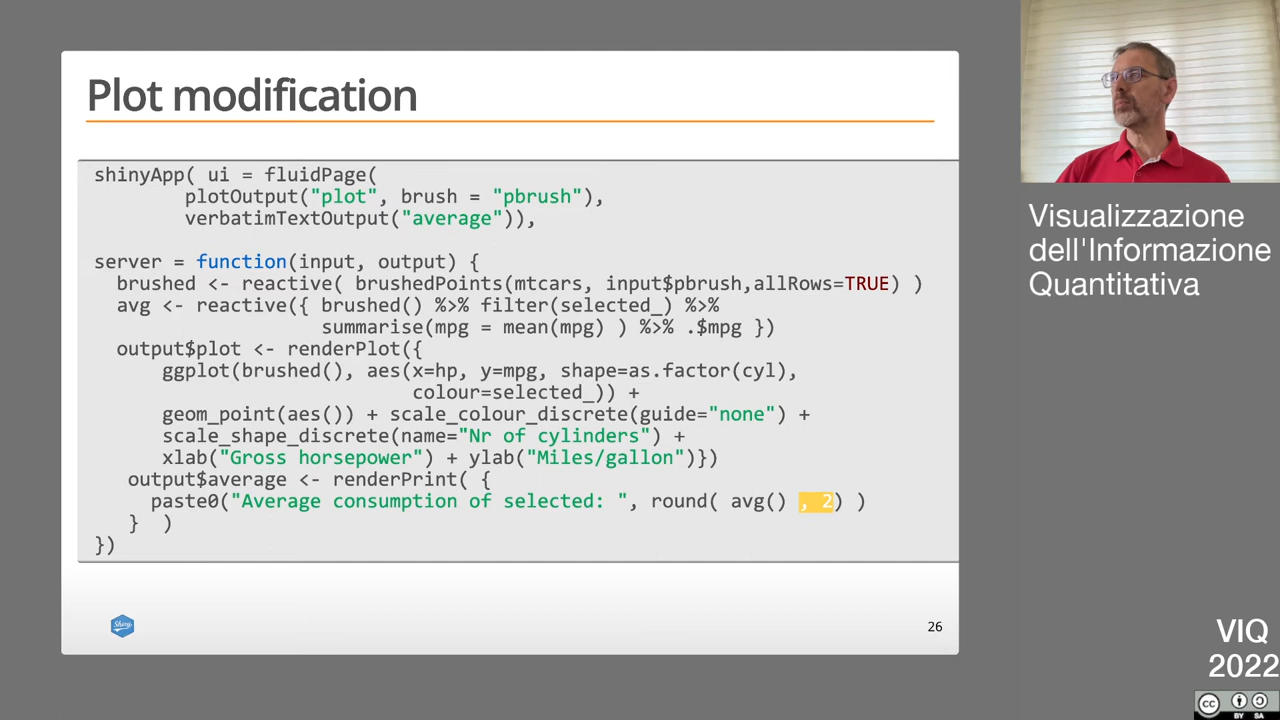 Plot modification
shinyApp( ui = fluidPage(
plotOutput("plot", brush = "pbrush"),
verbatimTextOutput("average")),
server = function(input, output) {
brushed <- reactive( brushedPoints(mtcars, input$pbrush,allRows=TRUE) )
avg <- reactive({ brushed() %>% filter(selected_) %>%
summarise(mpg = mean(mpg) ) %>% .$mpg })
output$plot <- renderPlot({
ggplot(brushed(), aes(x=hp, y=mpg, shape=as.factor(cyl),
colour=selected_)) +
geom_point(aes()) + scale_colour_discrete(guide="none") +
scale_shape_discrete(name="Nr of cylinders") +
xlab("Gross horsepower") + ylab("Miles/gallon")})
output$average <- renderPrint( {
paste0("Average consumption of selected: ", round( avg() , 2) )
} )
})
Shiny
26
Visualizzazione
dell'Informazione
Quantitativa
VIQ
2022
cc
BY SA